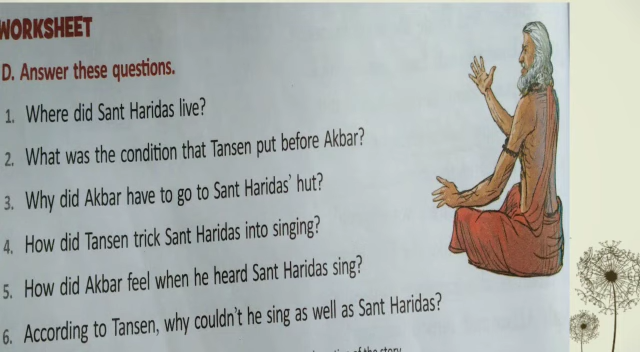 WORKSHEET
D. Answer these questions.
1. Where did Sant Haridas live?
2. What was the condition that Tansen put before Akbar?
3. Why did Akbar have to go to Sant Haridas' hut?
4. How did Tansen trick Sant Haridas into singing?
5. How did Akbar feel when he heard Sant Haridas sing?
6. According to Tansen, why couldn't he sing as well as Sant Haridas?
of the story